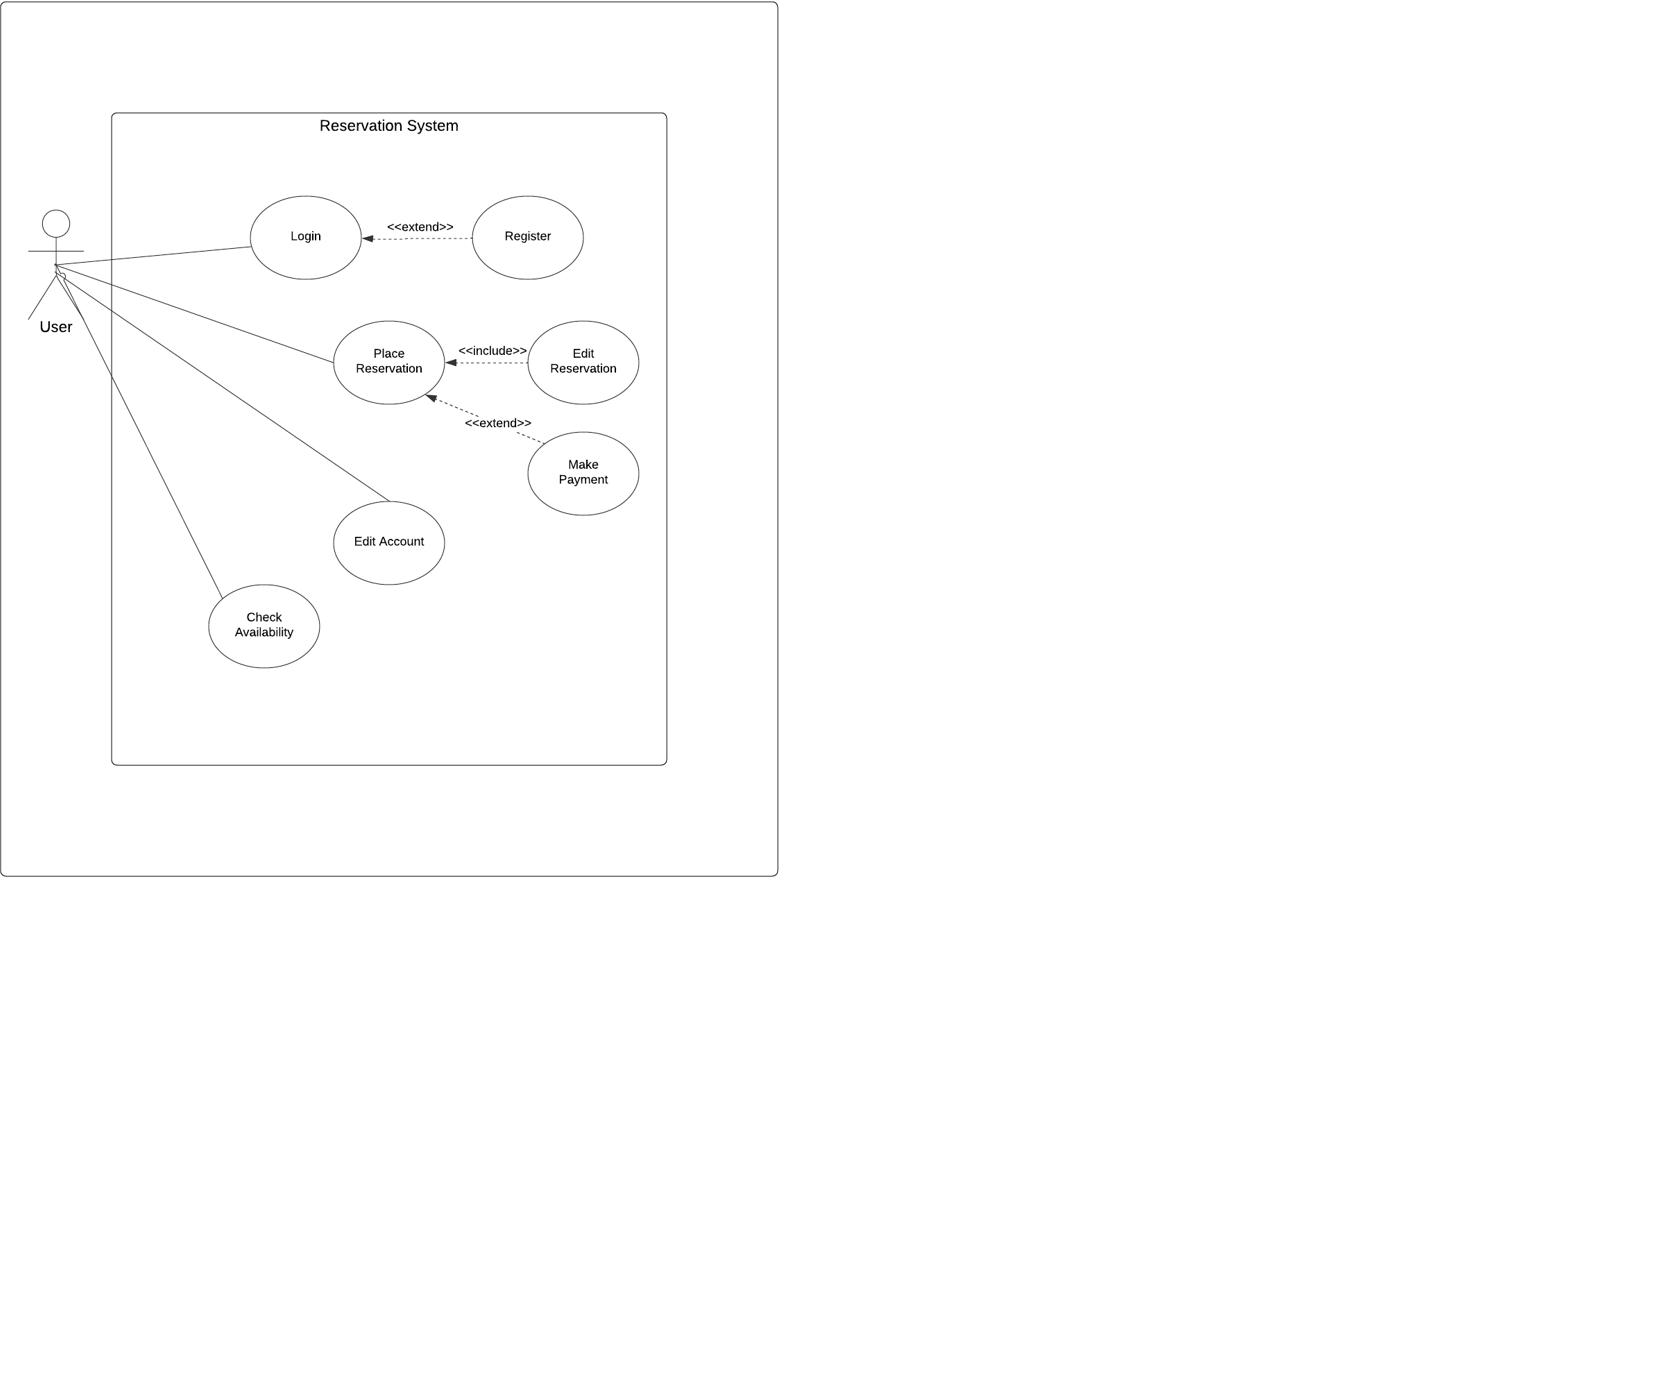 Reservation System
Login
<<extend>>
Register
User
Place
Reservation
<<include>>
Edit
Reservation
<<extend>>
Make
Payment
Edit Account
Check
Availability